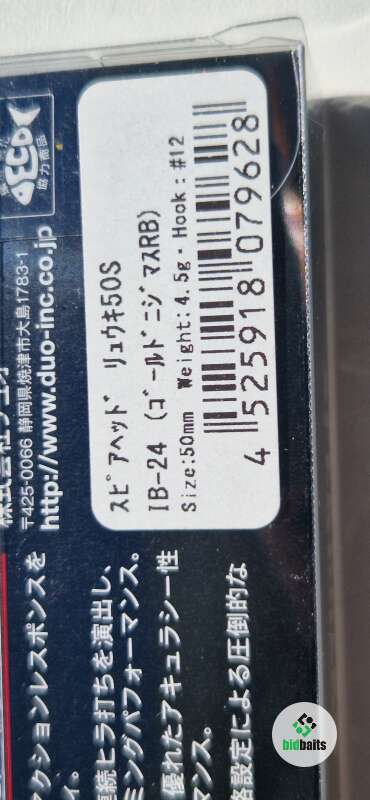 スピアヘッド リュウキ50S
IB-24 (ゴールドニジマスRB)
Size:50mm Weight:4.5g・Hook:#12
4 525918 079628
協力商品
株式会社デュオ
〒425-0066 静岡県焼津市大島1783-1
http://www.duo-inc.co.jp
クションレスポンスを
連続ヒラ打ちを演出し、
ミングパフォーマンス。
優れたアキュラシー性
マンス。
設定による圧倒的な
bidbaits